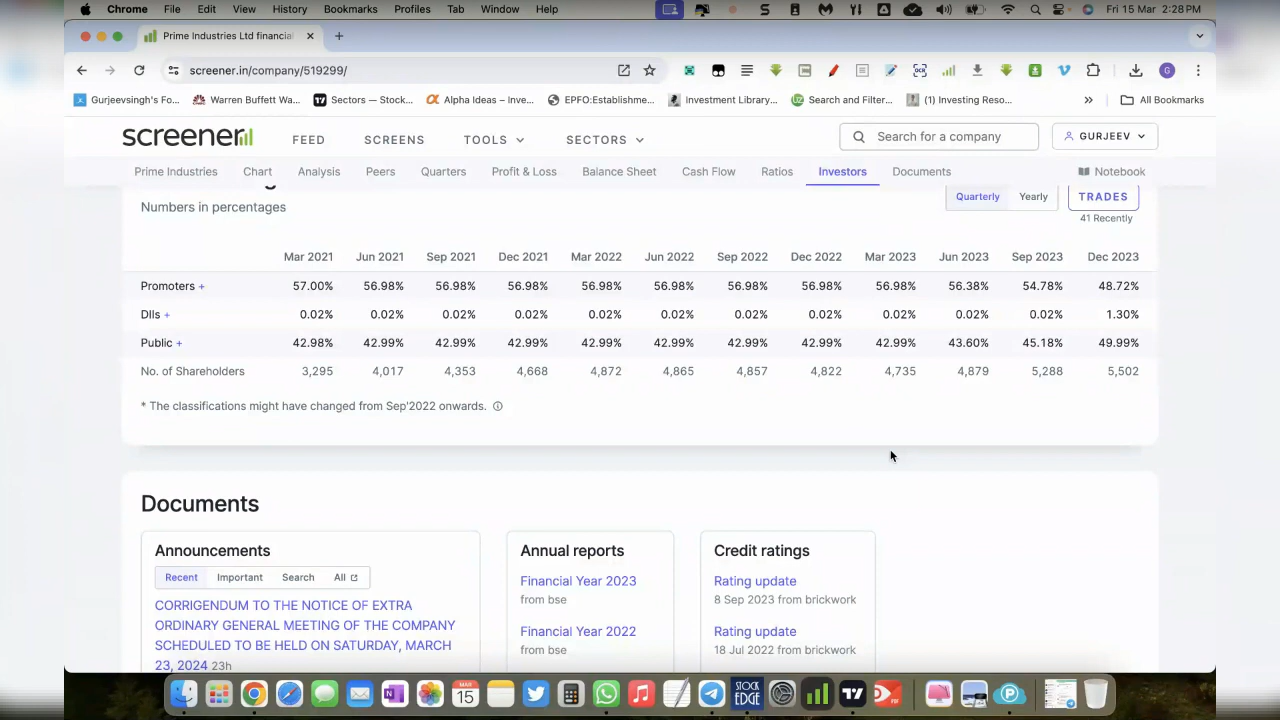 Chrome File Edit View History Bookmarks Profiles Tab Window Help Fri 15 Mar 2:28 PM
Prime Industries Ltd financial
screener.in/company/519299/
G
Gurjeevsingh's Fo... Warren Buffett Wa... Sectors — Stock... Alpha Ideas – Inve... EPFO:Establishme... Investment Library... Search and Filter... (1) Investing Reso... » All Bookmarks
screener FEED SCREENS TOOLS SECTORS Search for a company GURJEEV
Prime Industries Chart Analysis Peers Quarters Profit & Loss Balance Sheet Cash Flow Ratios Investors Documents Notebook
Numbers in percentages Quarterly Yearly TRADES
41 Recently
Mar 2021 Jun 2021 Sep 2021 Dec 2021 Mar 2022 Jun 2022 Sep 2022 Dec 2022 Mar 2023 Jun 2023 Sep 2023 Dec 2023
Promoters + 57.00% 56.98% 56.98% 56.98% 56.98% 56.98% 56.98% 56.98% 56.98% 56.38% 54.78% 48.72%
DIIs + 0.02% 0.02% 0.02% 0.02% 0.02% 0.02% 0.02% 0.02% 0.02% 0.02% 0.02% 1.30%
Public + 42.98% 42.99% 42.99% 42.99% 42.99% 42.99% 42.99% 42.99% 42.99% 43.60% 45.18% 49.99%
No. of Shareholders 3,295 4,017 4,353 4,668 4,872 4,865 4,857 4,822 4,735 4,879 5,288 5,502
* The classifications might have changed from Sep'2022 onwards.
Documents
Announcements
Recent Important Search All
CORRIGENDUM TO THE NOTICE OF EXTRA
ORDINARY GENERAL MEETING OF THE COMPANY
SCHEDULED TO BE HELD ON SATURDAY, MARCH
23, 2024 23h
Annual reports
Financial Year 2023
from bse
Financial Year 2022
from bse
Credit ratings
Rating update
8 Sep 2023 from brickwork
Rating update
18 Jul 2022 from brickwork
MAR
15
STOCK
EDGE